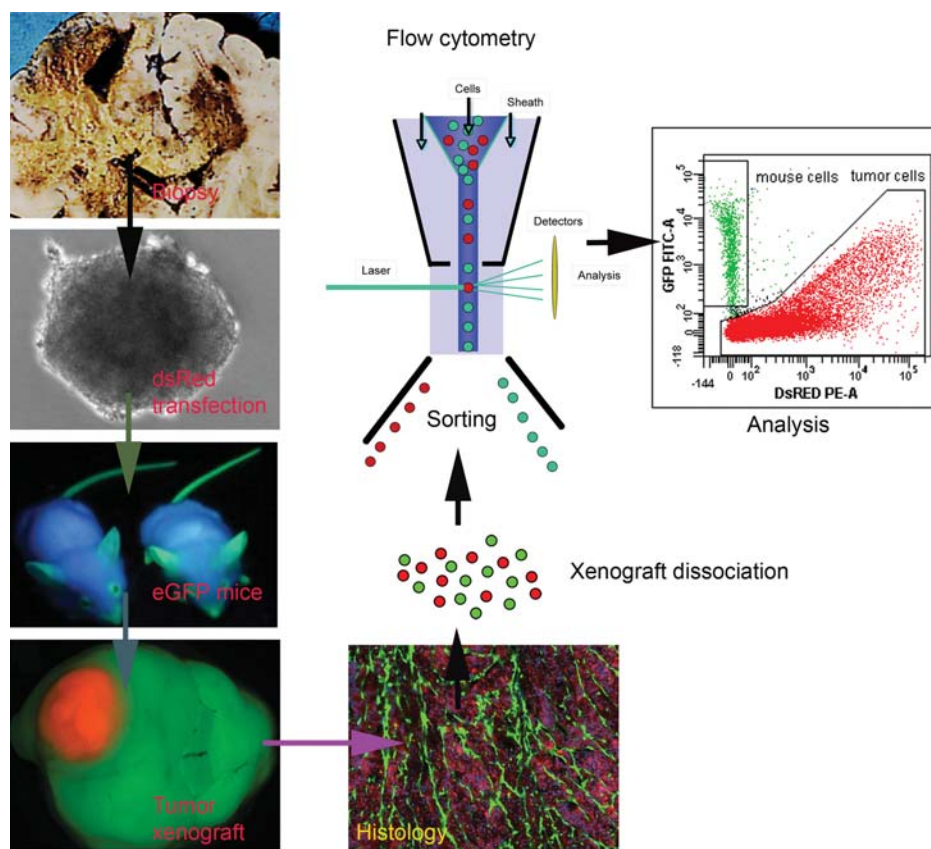 Biopsy
dsRed
transfection
eGFP mice
Tumor
xenograft
Histology
Xenograft dissociation
Flow cytometry
Cells
Sheath
Laser
Detectors
Analysis
Sorting
mouse cells
tumor cells
GFP FITC-A
10^5
10^4
10^3
10^2
0
-118
-144
0
10^2
10^3
10^4
10^5
DsRED PE-A
Analysis